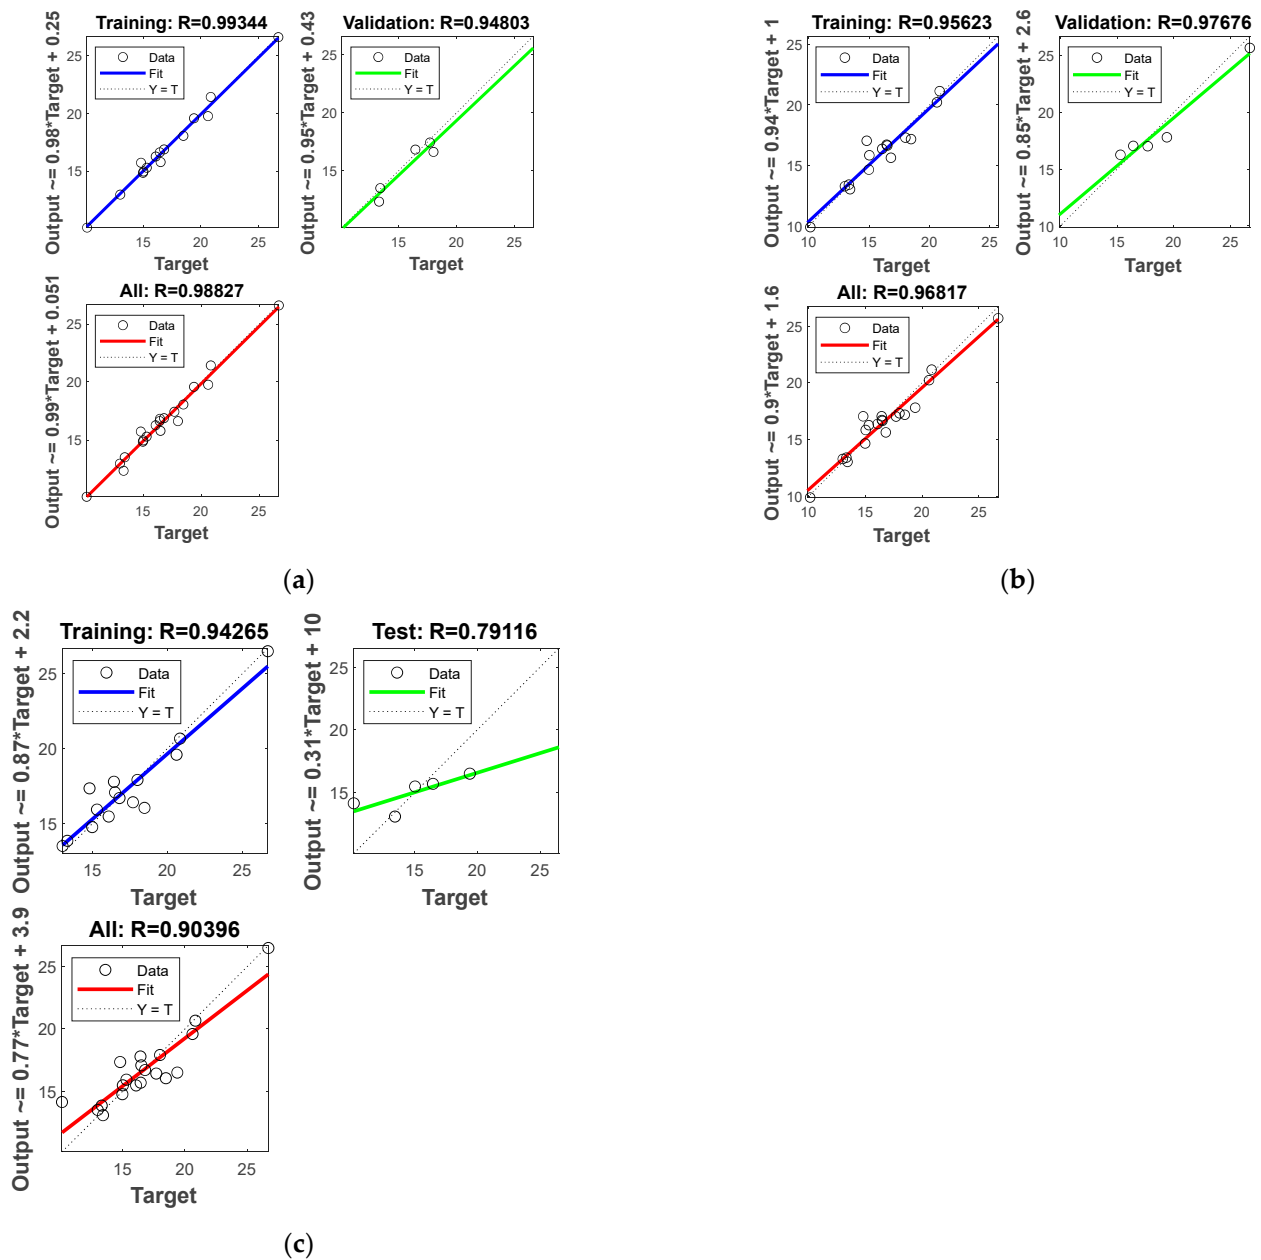 Training: R=0.99344
Output ~= 0.98*Target + 0.25
25
20
15
Data
Fit
Y = T
15
20
25
Target
Validation: R=0.94803
Output ~= 0.95*Target + 0.43
25
20
15
Data
Fit
Y = T
15
20
25
Target
All: R=0.98827
Output ~= 0.99*Target + 0.051
25
20
15
Data
Fit
Y = T
15
20
25
Target
(a)
Training: R=0.95623
Output ~= 0.94*Target + 1
25
20
15
10
Data
Fit
Y = T
10
15
20
25
Target
Validation: R=0.97676
Output ~= 0.85*Target + 2.6
25
20
15
10
Data
Fit
Y = T
10
15
20
25
Target
All: R=0.96817
Output ~= 0.9*Target + 1.6
25
20
15
10
Data
Fit
Y = T
10
15
20
25
Target
(b)
Training: R=0.94265
Output ~= 0.87*Target + 2.2
25
20
15
Data
Fit
Y = T
15
20
25
Target
Test: R=0.79116
Output ~= 0.31*Target + 10
25
20
15
Data
Fit
Y = T
15
20
25
Target
All: R=0.90396
Output ~= 0.77*Target + 3.9
25
20
15
Data
Fit
Y = T
15
20
25
Target
(c)